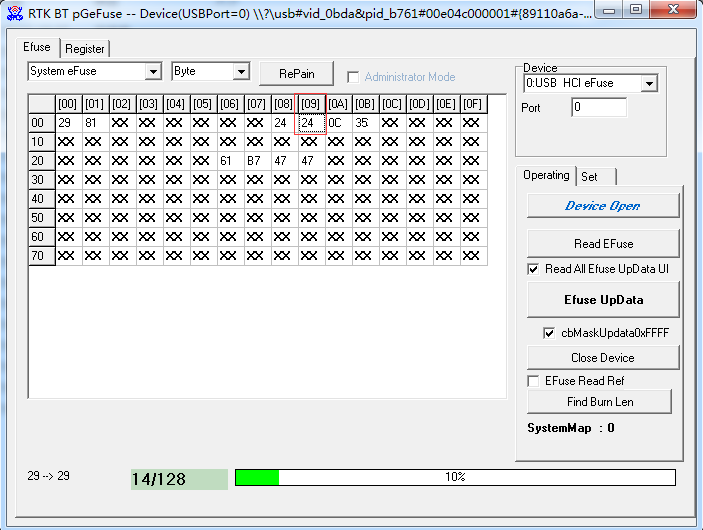 RTK BT pGeFuse -- Device(USBPort=0) \\?\usb#vid_0bda&pid_b761#00e04c000001#{89110a6a-...
Efuse Register
System eFuse Byte RePain Administrator Mode
[00] [01] [02] [03] [04] [05] [06] [07] [08] [09] [0A] [0B] [0C] [0D] [0E] [0F]
00 29 81 XX XX XX XX XX XX 24 24 0C 35 XX XX XX XX
10 XX XX XX XX XX XX XX XX XX XX XX XX XX XX XX XX
20 XX XX XX XX XX XX 61 B7 47 47 XX XX XX XX XX XX
30 XX XX XX XX XX XX XX XX XX XX XX XX XX XX XX XX
40 XX XX XX XX XX XX XX XX XX XX XX XX XX XX XX XX
50 XX XX XX XX XX XX XX XX XX XX XX XX XX XX XX XX
60 XX XX XX XX XX XX XX XX XX XX XX XX XX XX XX XX
70 XX XX XX XX XX XX XX XX XX XX XX XX XX XX XX XX
Device
0:USB HCI eFuse
Port 0
Operating Set
Device Open
Read EFuse
Read All Efuse UpData UI
Efuse UpData
cbMaskUpdata0xFFFF
Close Device
EFuse Read Ref
Find Burn Len
SystemMap : 0
29 --> 29 14/128 10%